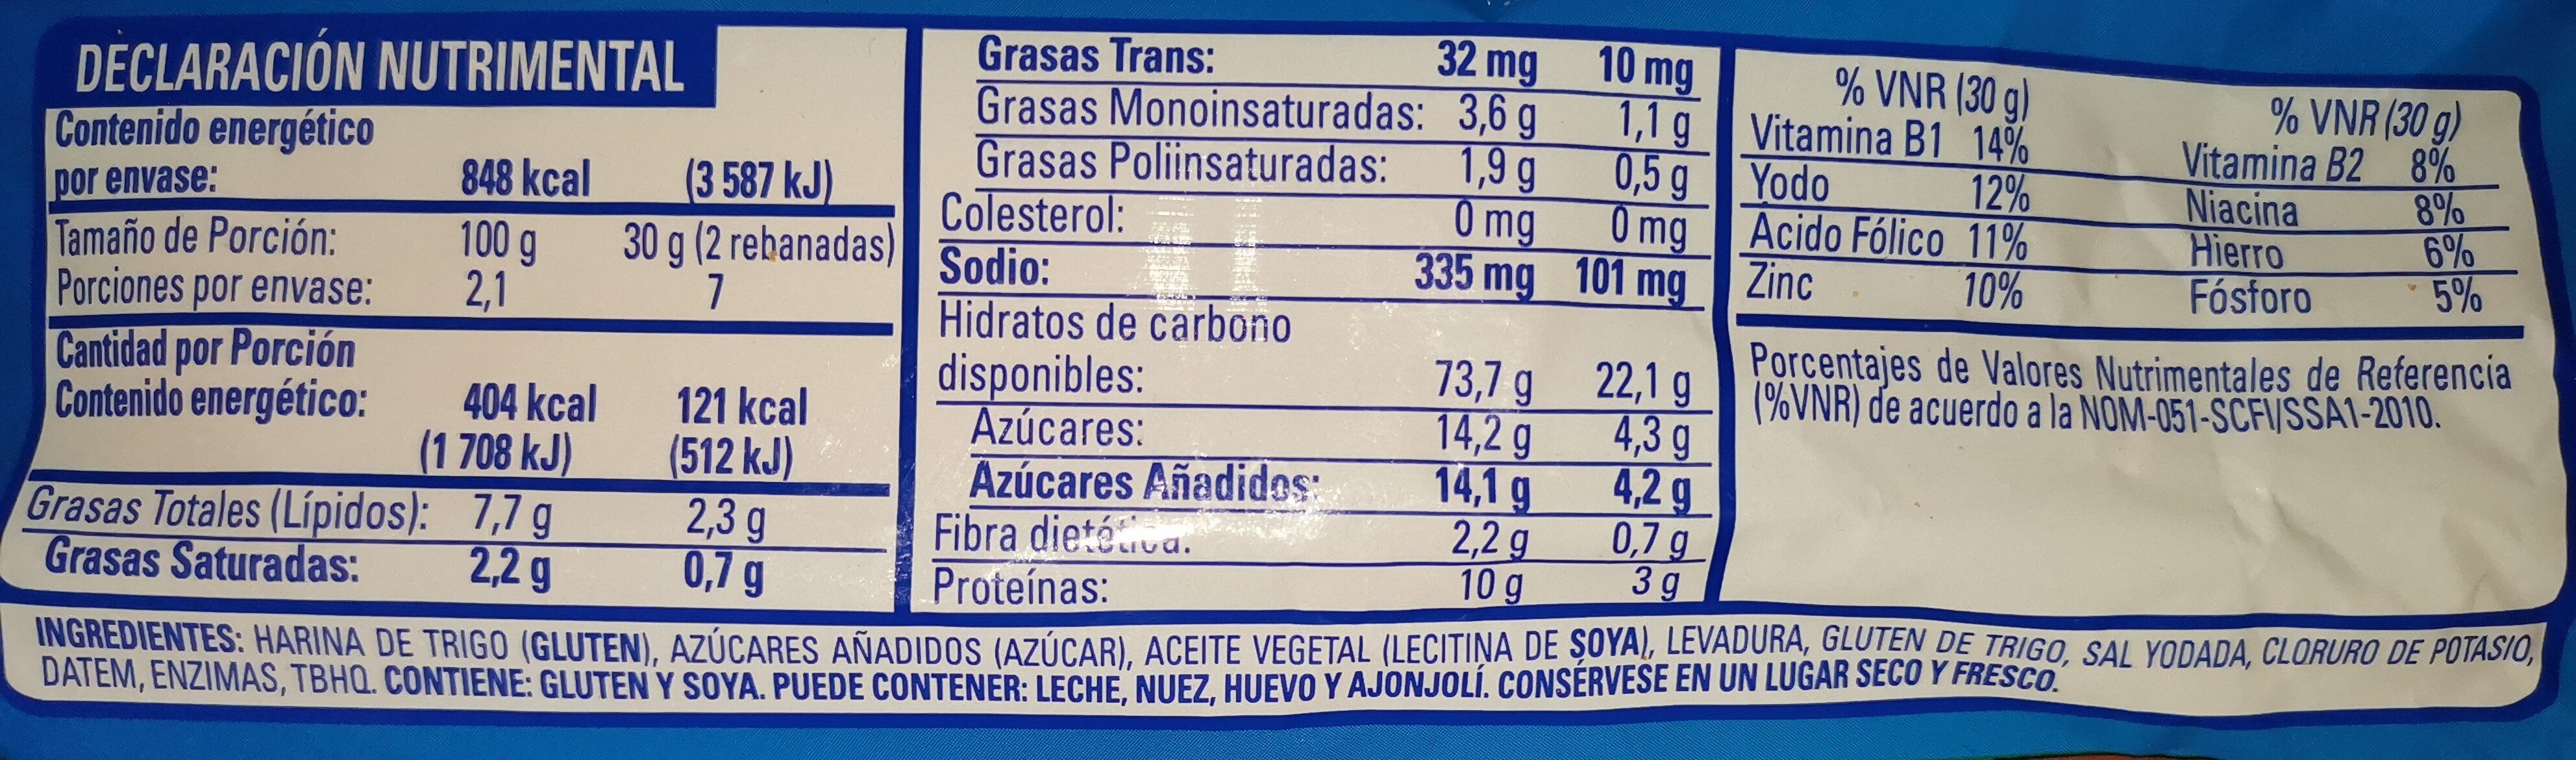 DECLARACIÓN NUTRIMENTAL
Contenido energético
por envase: 848 kcal (3 587 kJ)
Tamaño de Porción: 100 g 30 g (2 rebanadas)
Porciones por envase: 2,1 7
Cantidad por Porción
Contenido energético: 404 kcal 121 kcal
(1 708 kJ) (512 kJ)
Grasas Totales (Lípidos): 7,7 g 2,3 g
Grasas Saturadas: 2,2 g 0,7 g
Grasas Trans: 32 mg 10 mg
Grasas Monoinsaturadas: 3,6 g 1,1 g
Grasas Poliinsaturadas: 1,9 g 0,5 g
Colesterol: 0 mg 0 mg
Sodio: 335 mg 101 mg
Hidratos de carbono
disponibles: 73,7 g 22,1 g
Azúcares: 14,2 g 4,3 g
Azúcares Añadidos: 14,1 g 4,2 g
Fibra dietética: 2,2 g 0,7 g
Proteínas: 10 g 3 g
% VNR (30 g) % VNR (30 g)
Vitamina B1 14% Vitamina B2 8%
Yodo 12% Niacina 8%
Ácido Fólico 11% Hierro 6%
Zinc 10% Fósforo 5%
Porcentajes de Valores Nutrimentales de Referencia
(%VNR) de acuerdo a la NOM-051-SCFI/SSA1-2010.
INGREDIENTES: HARINA DE TRIGO (GLUTEN), AZÚCARES AÑADIDOS (AZÚCAR), ACEITE VEGETAL (LECITINA DE SOYA), LEVADURA, GLUTEN DE TRIGO, SAL YODADA, CLORURO DE POTASIO,
DATEM, ENZIMAS, TBHQ. CONTIENE: GLUTEN Y SOYA. PUEDE CONTENER: LECHE, NUEZ, HUEVO Y AJONJOLÍ. CONSÉRVESE EN UN LUGAR SECO Y FRESCO.